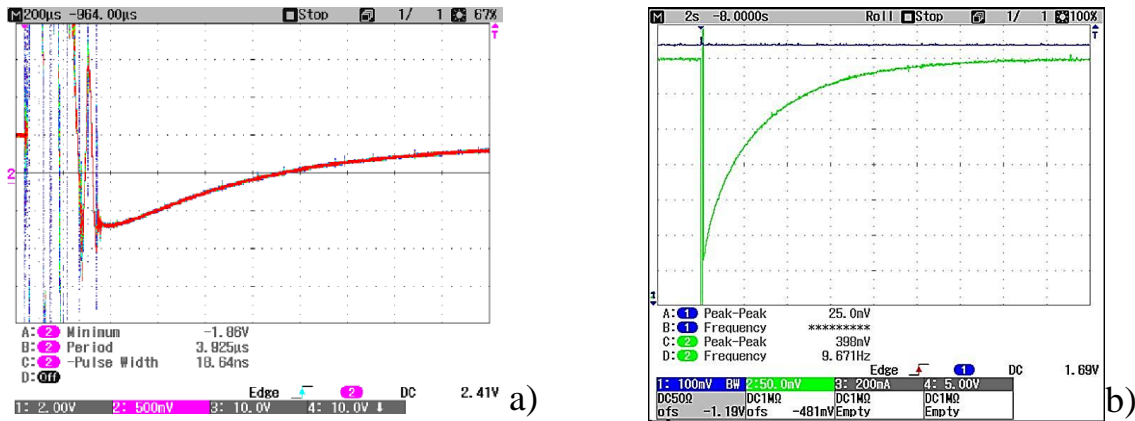 M 200µs -964.00µs Stop 1/ 1 67%
T
2
A: 2 Minimum -1.86V
B: 2 Period 3.925µs
C: 2 -Pulse Width 18.64ns
D: Off
Edge 2 DC 2.41V
1: 2.00V 2: 500mV 3: 10.0V 4: 10.0V
a)
M 2s -8.0000s Roll Stop 1/ 1 100%
T
1
A: 1 Peak-Peak 25.0mV
B: 1 Frequency *********
C: 2 Peak-Peak 398mV
D: 2 Frequency 9.671Hz
Edge 1 DC 1.69V
1: 100mV BW 2: 50.0mV 3: 200mA 4: 5.00V
DC50Ω DC1MΩ DC1MΩ DC1MΩ
ofs -1.19V ofs -481mV Empty Empty
b)